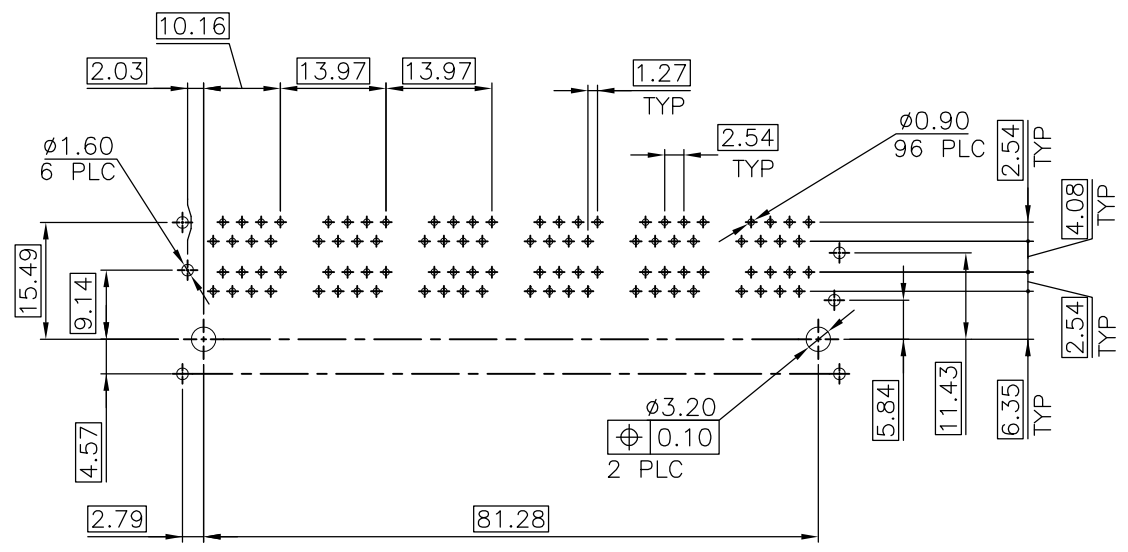 10.16
2.03
13.97
13.97
1.27
TYP
ø1.60
6 PLC
2.54
TYP
ø0.90
96 PLC
2.54
TYP
4.08
TYP
15.49
9.14
2.54
TYP
4.57
ø3.20
0.10
2 PLC
5.84
11.43
6.35
TYP
2.79
81.28